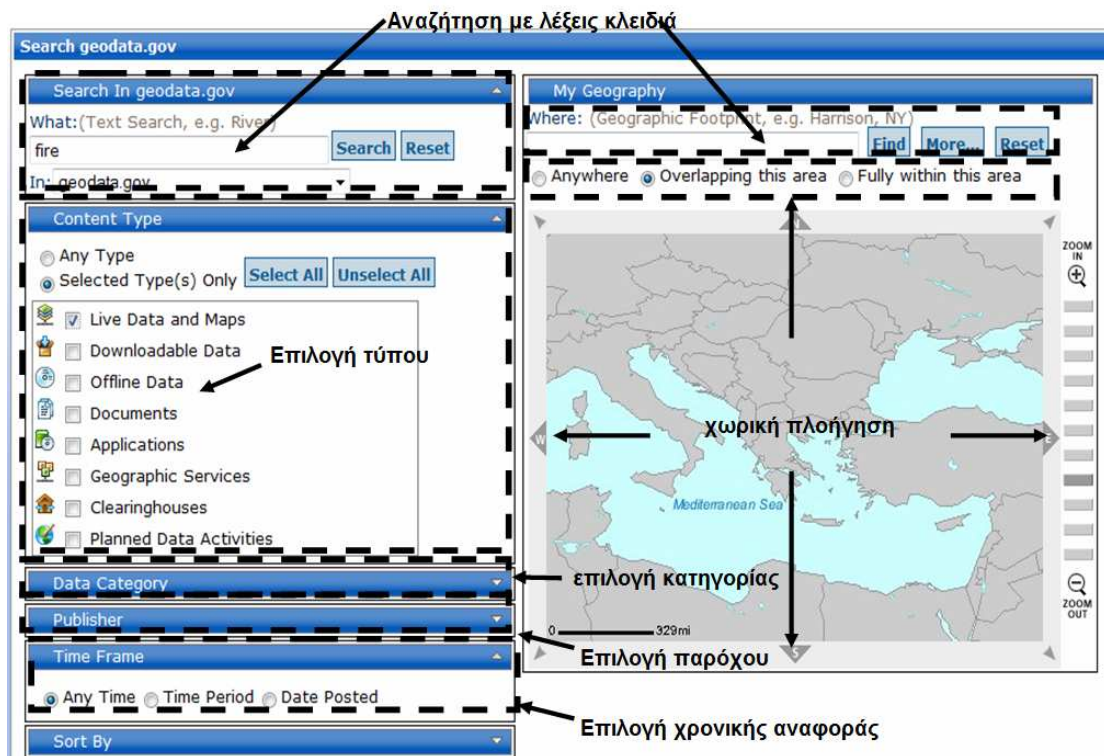 Αναζήτηση με λέξεις κλειδιά
Search geodata.gov
Search In geodata.gov
What:(Text Search, e.g. River)
fire
Search Reset
In: geodata.gov
Content Type
Any Type
Selected Type(s) Only
Select All Unselect All
Live Data and Maps
Downloadable Data
Offline Data
Επιλογή τύπου
Documents
Applications
Geographic Services
Clearinghouses
Planned Data Activities
Data Category
επιλογή κατηγορίας
Publisher
Επιλογή παρόχου
Time Frame
Any Time Time Period Date Posted
Επιλογή χρονικής αναφοράς
Sort By
My Geography
Where: (Geographic Footprint, e.g. Harrison, NY)
Find More... Reset
Anywhere Overlapping this area Fully within this area
N
ZOOM
IN
χωρική πλοήγηση
W
E
Mediterranean Sea
0 329mi
S
ZOOM
OUT